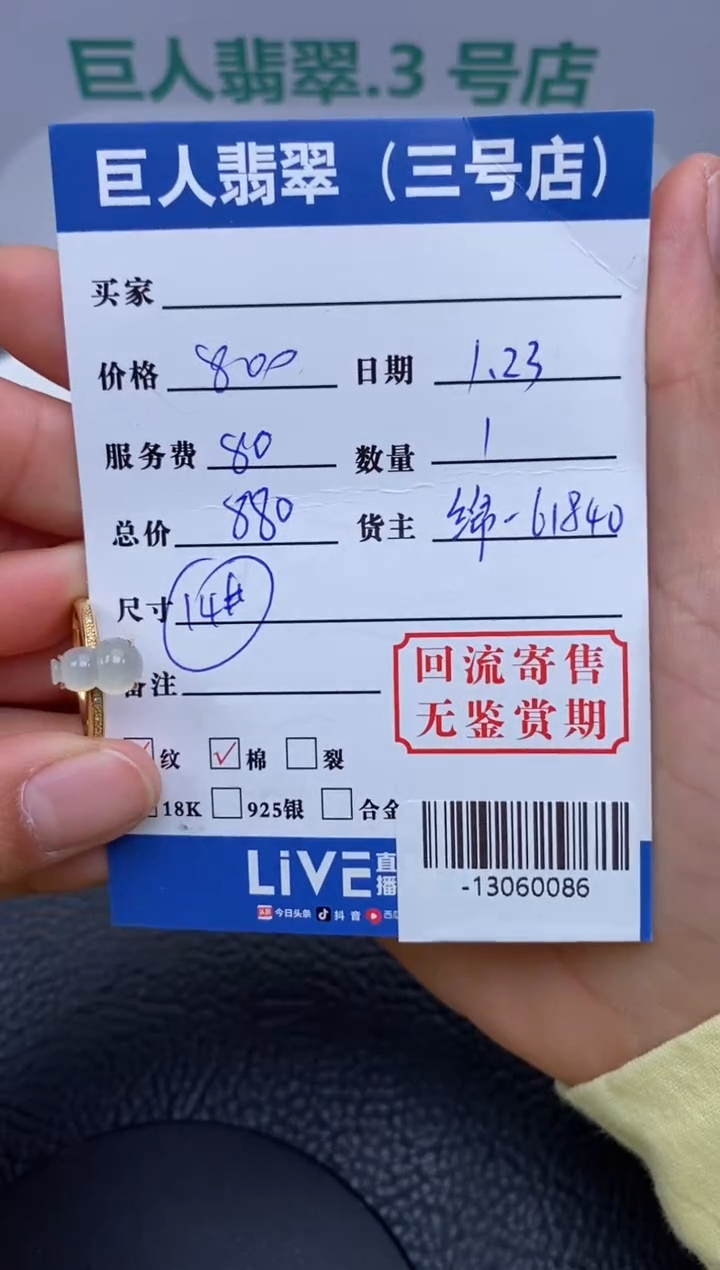 巨人翡翠.3 号店
巨人翡翠（三号店）
买家
价格 800 日期 1.23
服务费 80 数量 1
总价 880 货主 -61840
尺寸 14#
备注
回流寄售
无鉴赏期
纹 棉 裂
18K 925银 合金
LiVE 直播
今日头条 抖音 西
-13060086